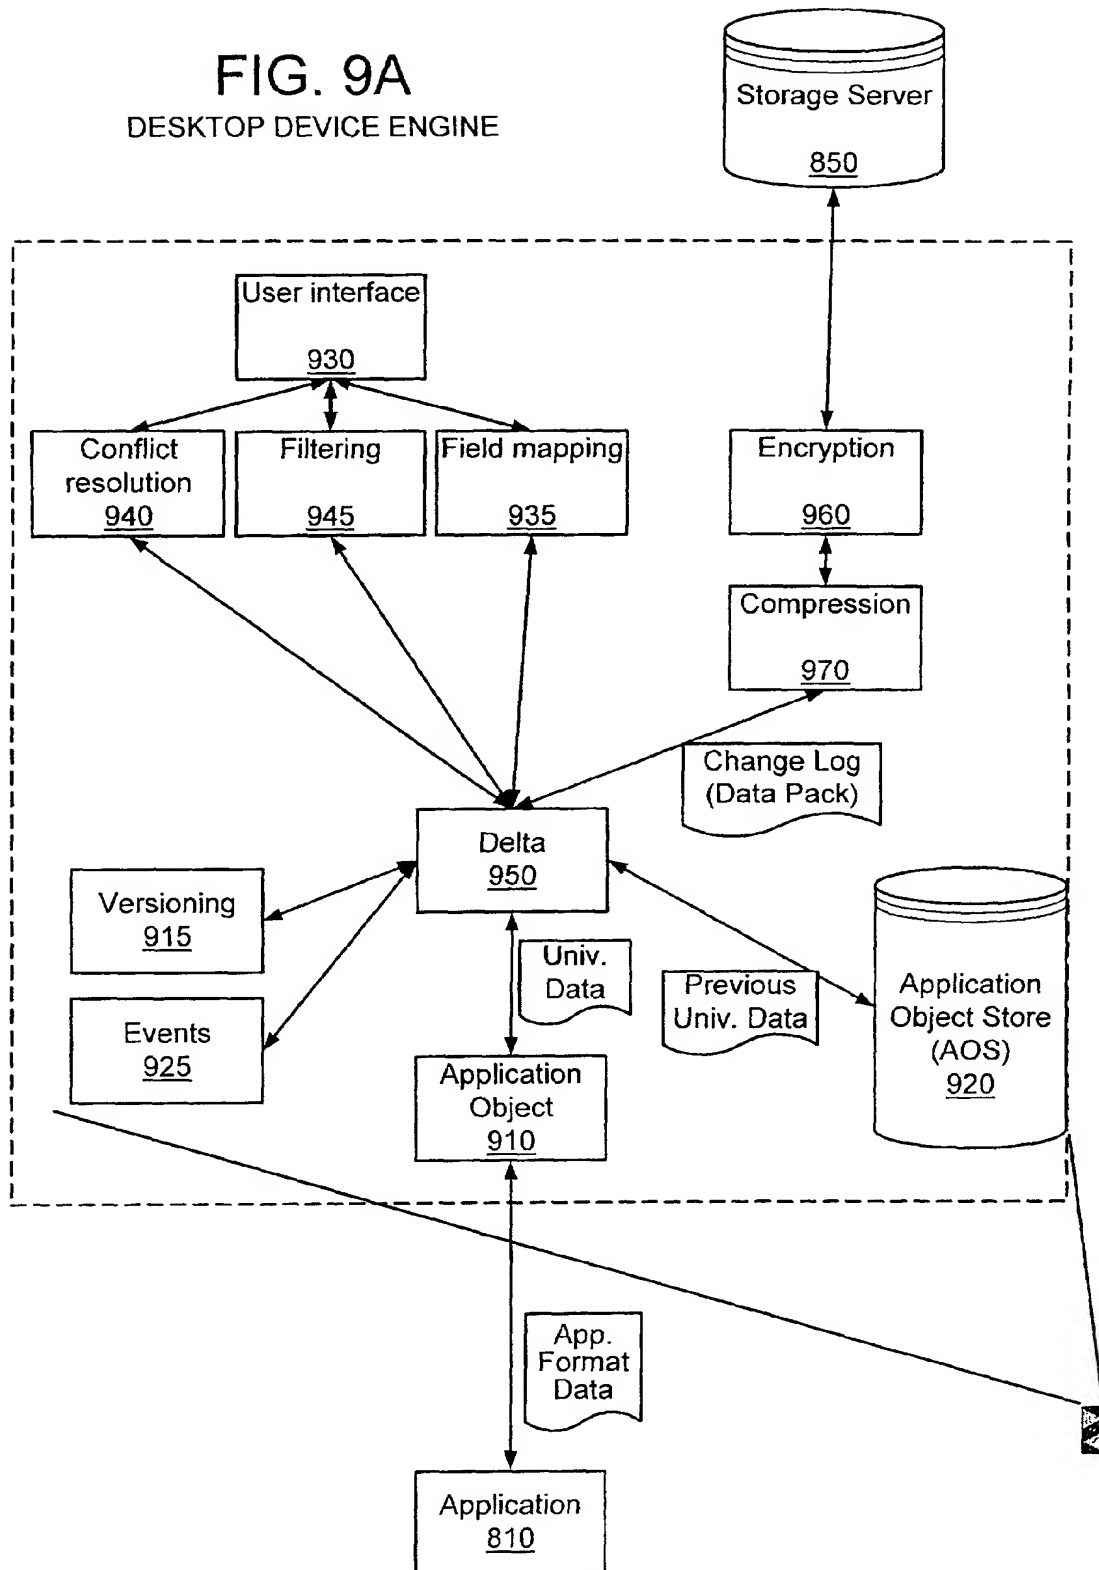 FIG. 9A
DESKTOP DEVICE ENGINE
Storage Server
850
User interface
930
Conflict
resolution
940
Filtering
945
Field mapping
935
Encryption
960
Compression
970
Change Log
(Data Pack)
Delta
950
Versioning
915
Events
925
Univ.
Data
Previous
Univ. Data
Application
Object Store
(AOS)
920
Application
Object
910
App.
Format
Data
Application
810